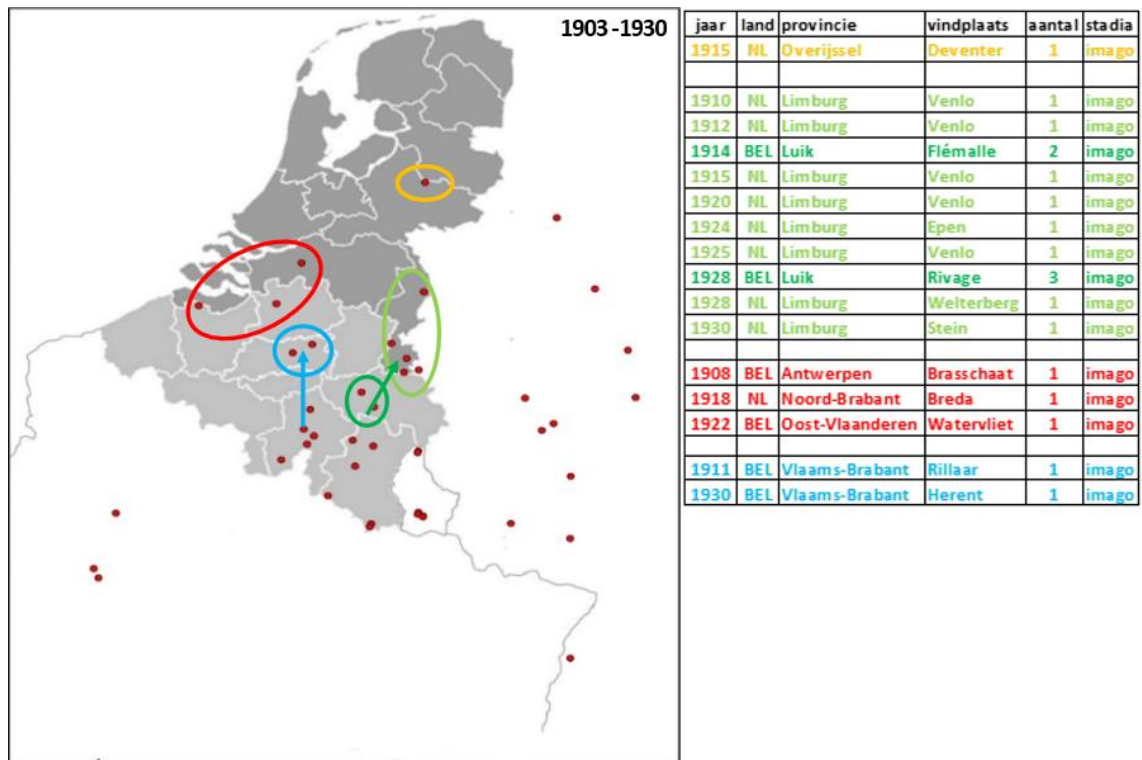 1903 -1930
jaar land provincie vindplaats aantal stadia
1915 NL Overijssel Deventer 1 imago
1910 NL Limburg Venlo 1 imago
1912 NL Limburg Venlo 1 imago
1914 BEL Luik Flémalle 2 imago
1915 NL Limburg Venlo 1 imago
1920 NL Limburg Venlo 1 imago
1924 NL Limburg Epen 1 imago
1925 NL Limburg Venlo 1 imago
1928 BEL Luik Rivage 3 imago
1928 NL Limburg Welterberg 1 imago
1930 NL Limburg Stein 1 imago
1908 BEL Antwerpen Brasschaat 1 imago
1918 NL Noord-Brabant Breda 1 imago
1922 BEL Oost-Vlaanderen Watervliet 1 imago
1911 BEL Vlaams-Brabant Rillaar 1 imago
1930 BEL Vlaams-Brabant Herent 1 imago